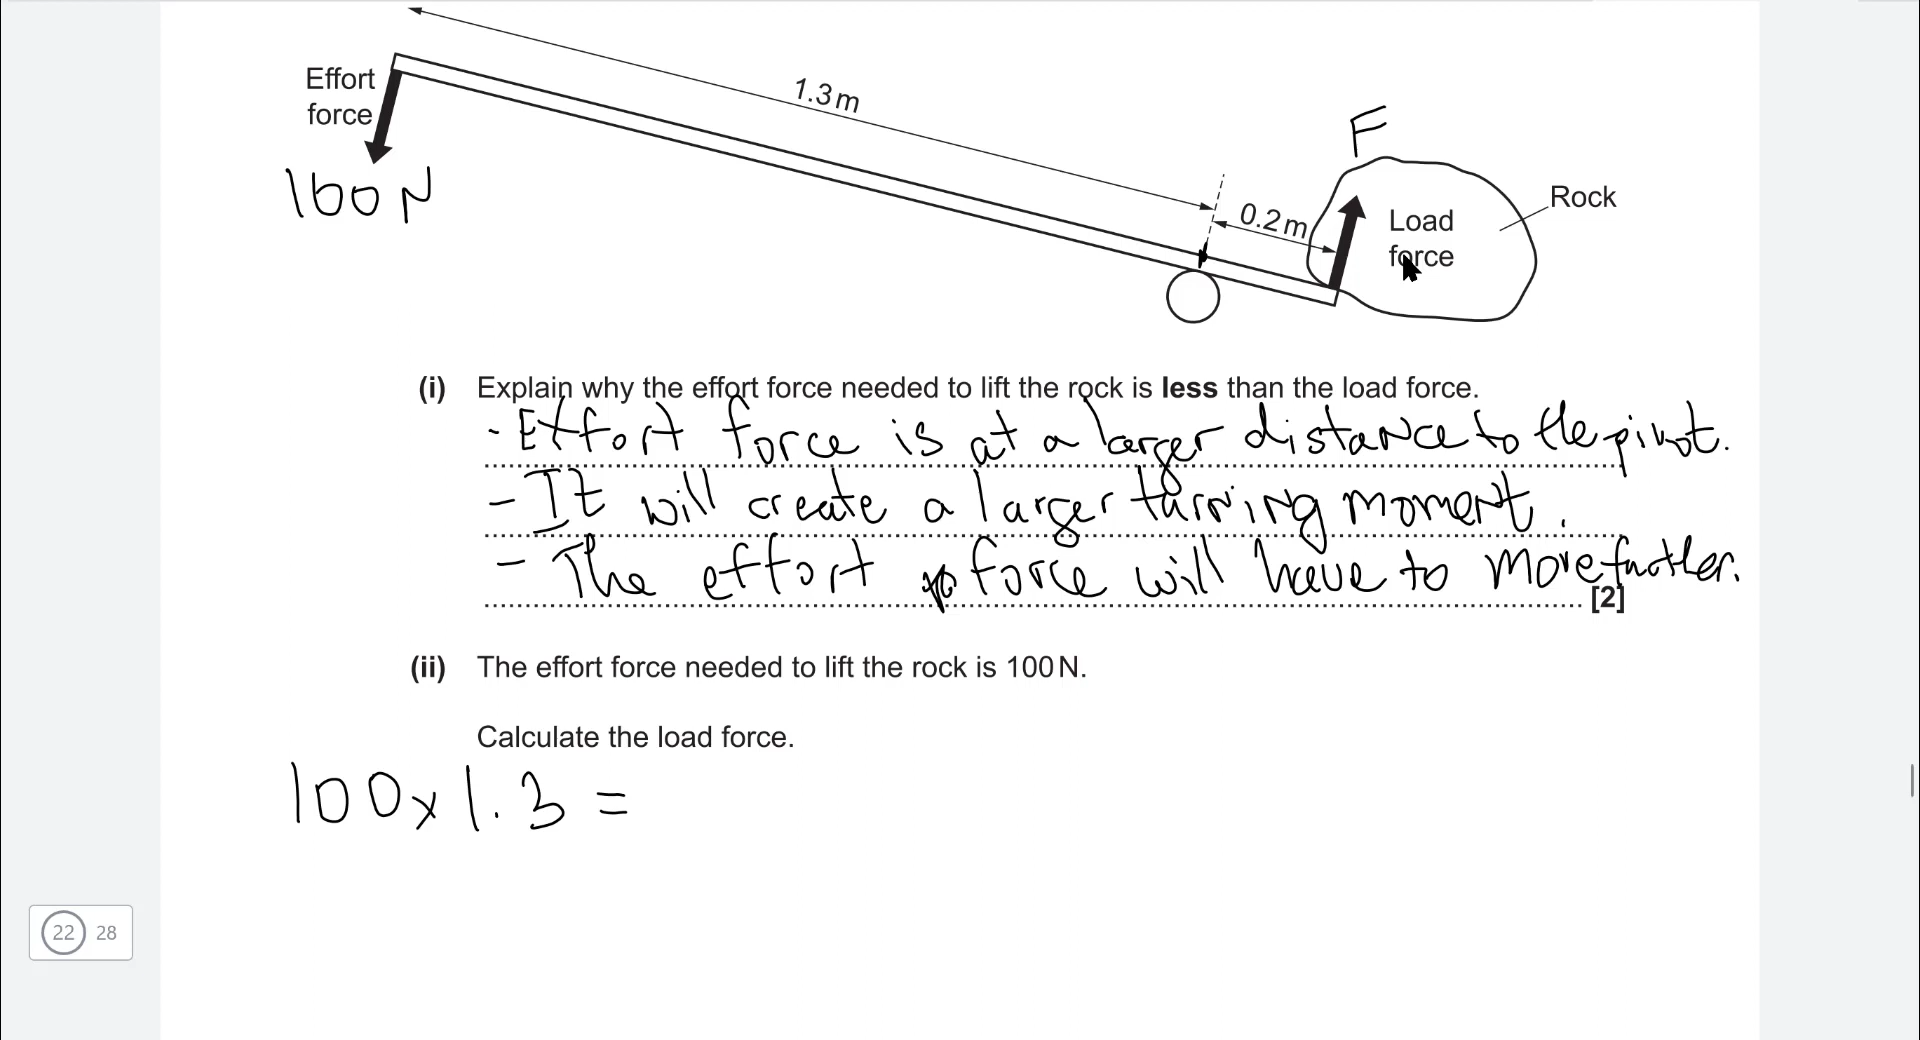 1.3 m
Effort
force
100 N
F
Rock
0.2 m
Load
force
(i) Explain why the effort force needed to lift the rock is less than the load force.
- Effort force is at a larger distance to the pivot.
- It will create a larger turning moment.
- The effort force will have to move further.
[2]
(ii) The effort force needed to lift the rock is 100 N.
Calculate the load force.
100 x 1.3 =
22 28